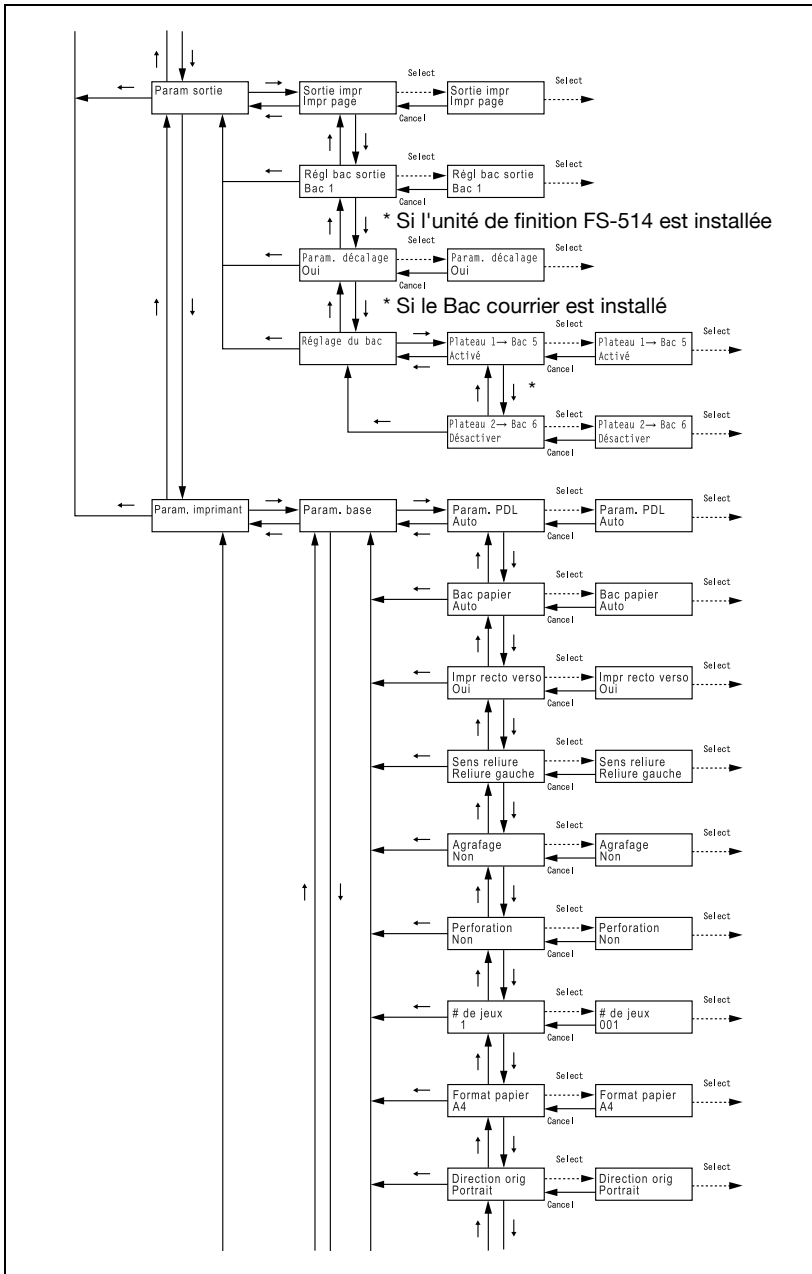 Select
Select
Param sortie
Sortie impr
Impr page
Sortie impr
Impr page
Cancel
Select
Select
Régl bac sortie
Bac 1
Régl bac sortie
Bac 1
Cancel
* Si l'unité de finition FS-514 est installée
Select
Select
Param. décalage
Oui
Param. décalage
Oui
Cancel
* Si le Bac courrier est installé
Select
Select
Réglage du bac
Plateau 1→ Bac 5
Activé
Plateau 1→ Bac 5
Activé
Cancel
*
Select
Select
Plateau 2→ Bac 6
Désactiver
Plateau 2→ Bac 6
Désactiver
Cancel
Select
Select
Param. imprimant
Param. base
Param. PDL
Auto
Param. PDL
Auto
Cancel
Select
Select
Bac papier
Auto
Bac papier
Auto
Cancel
Select
Select
Impr recto verso
Oui
Impr recto verso
Oui
Cancel
Select
Select
Sens reliure
Reliure gauche
Sens reliure
Reliure gauche
Cancel
Select
Select
Agrafage
Non
Agrafage
Non
Cancel
Select
Select
Perforation
Non
Perforation
Non
Cancel
Select
Select
# de jeux
1
# de jeux
001
Cancel
Select
Select
Format papier
A4
Format papier
A4
Cancel
Select
Select
Direction orig
Portrait
Direction orig
Portrait
Cancel